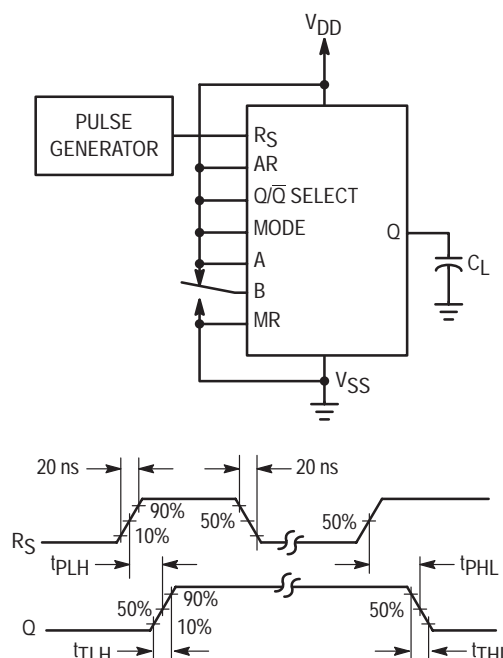 VDD
PULSE
GENERATOR
RS
AR
Q/Q̅ SELECT
MODE
A
B
MR
Q
CL
VSS
20 ns
20 ns
90%
10%
50%
50%
RS
tPLH
tPHL
50%
90%
10%
50%
Q
tTLH
tTHL